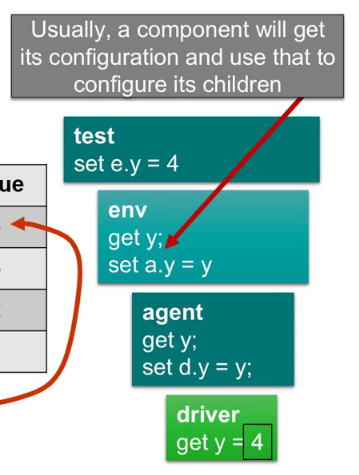 Usually, a component will get
its configuration and use that to
configure its children
test
set e.y = 4
ue
env
get y;
set a.y = y
agent
get y;
set d.y = y;
driver
get y = 4